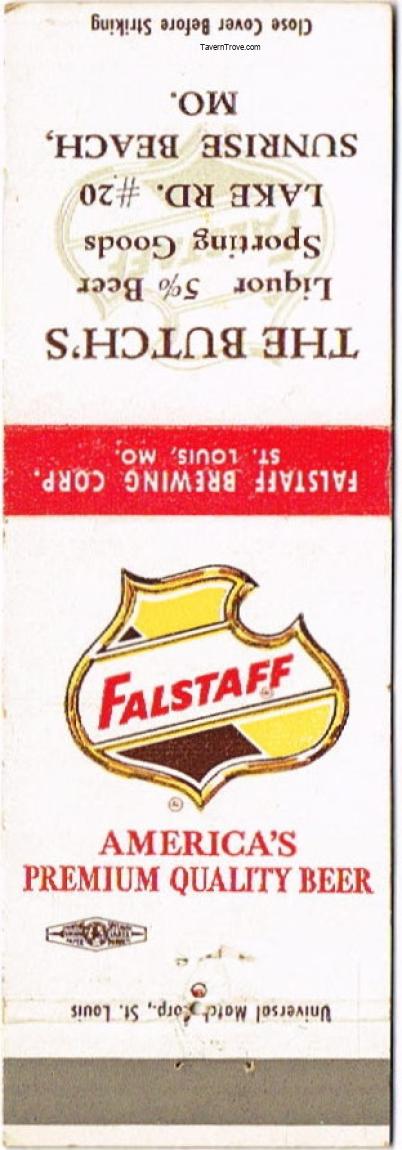 Close Cover Before Striking
TavernTrove.com
THE BUTCH'S
Liquor 5% Beer
Sporting Goods
LAKE RD. #20
SUNRISE BEACH,
MO.
FALSTAFF
FALSTAFF BREWING CORP.
ST. LOUIS, MO.
FALSTAFF
®
®
AMERICA'S
PREMIUM QUALITY BEER
Universal Match Corp., St. Louis